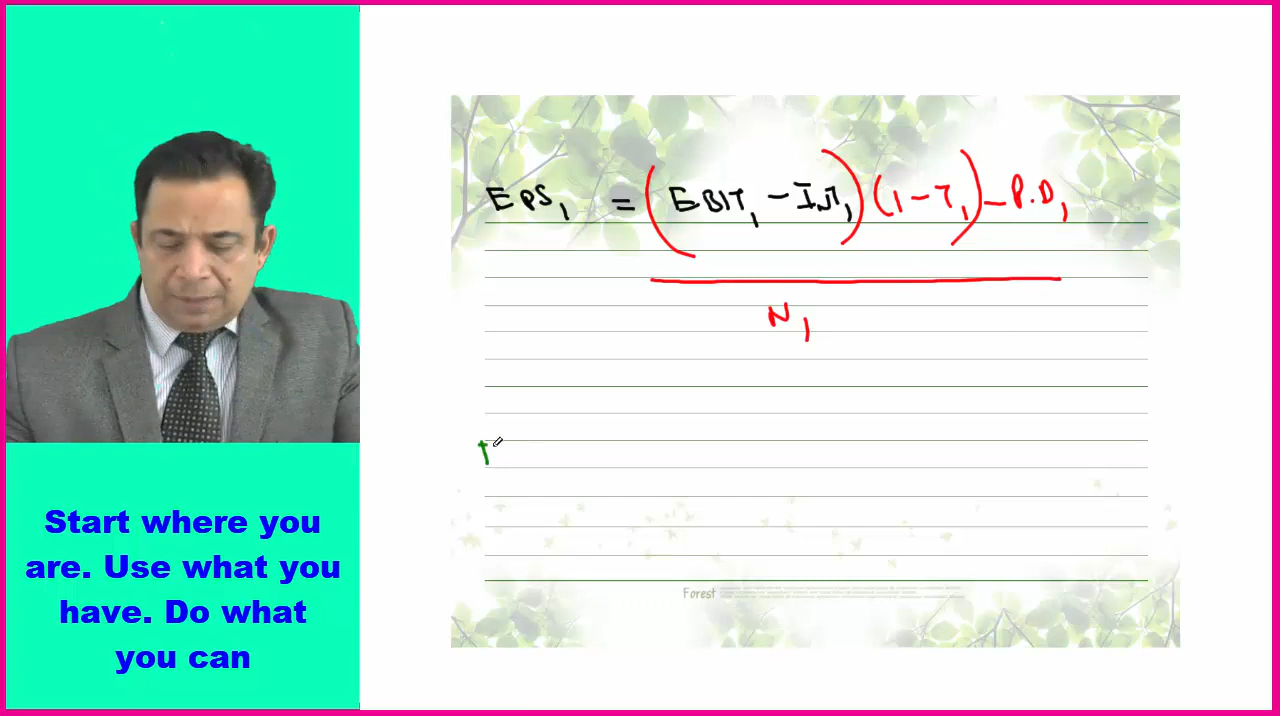 EPS₁ = (EBIT₁ - INT₁) (1 - T₁) - P.D₁
N₁
Forest
Start where you
are. Use what you
have. Do what
you can